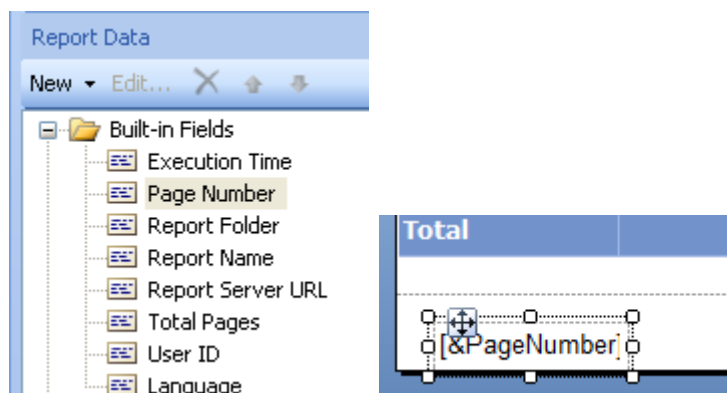 Report Data
New Edit...
Built-in Fields
Execution Time
Page Number
Report Folder
Report Name
Report Server URL
Total Pages
User ID
Language
Total
[&PageNumber]